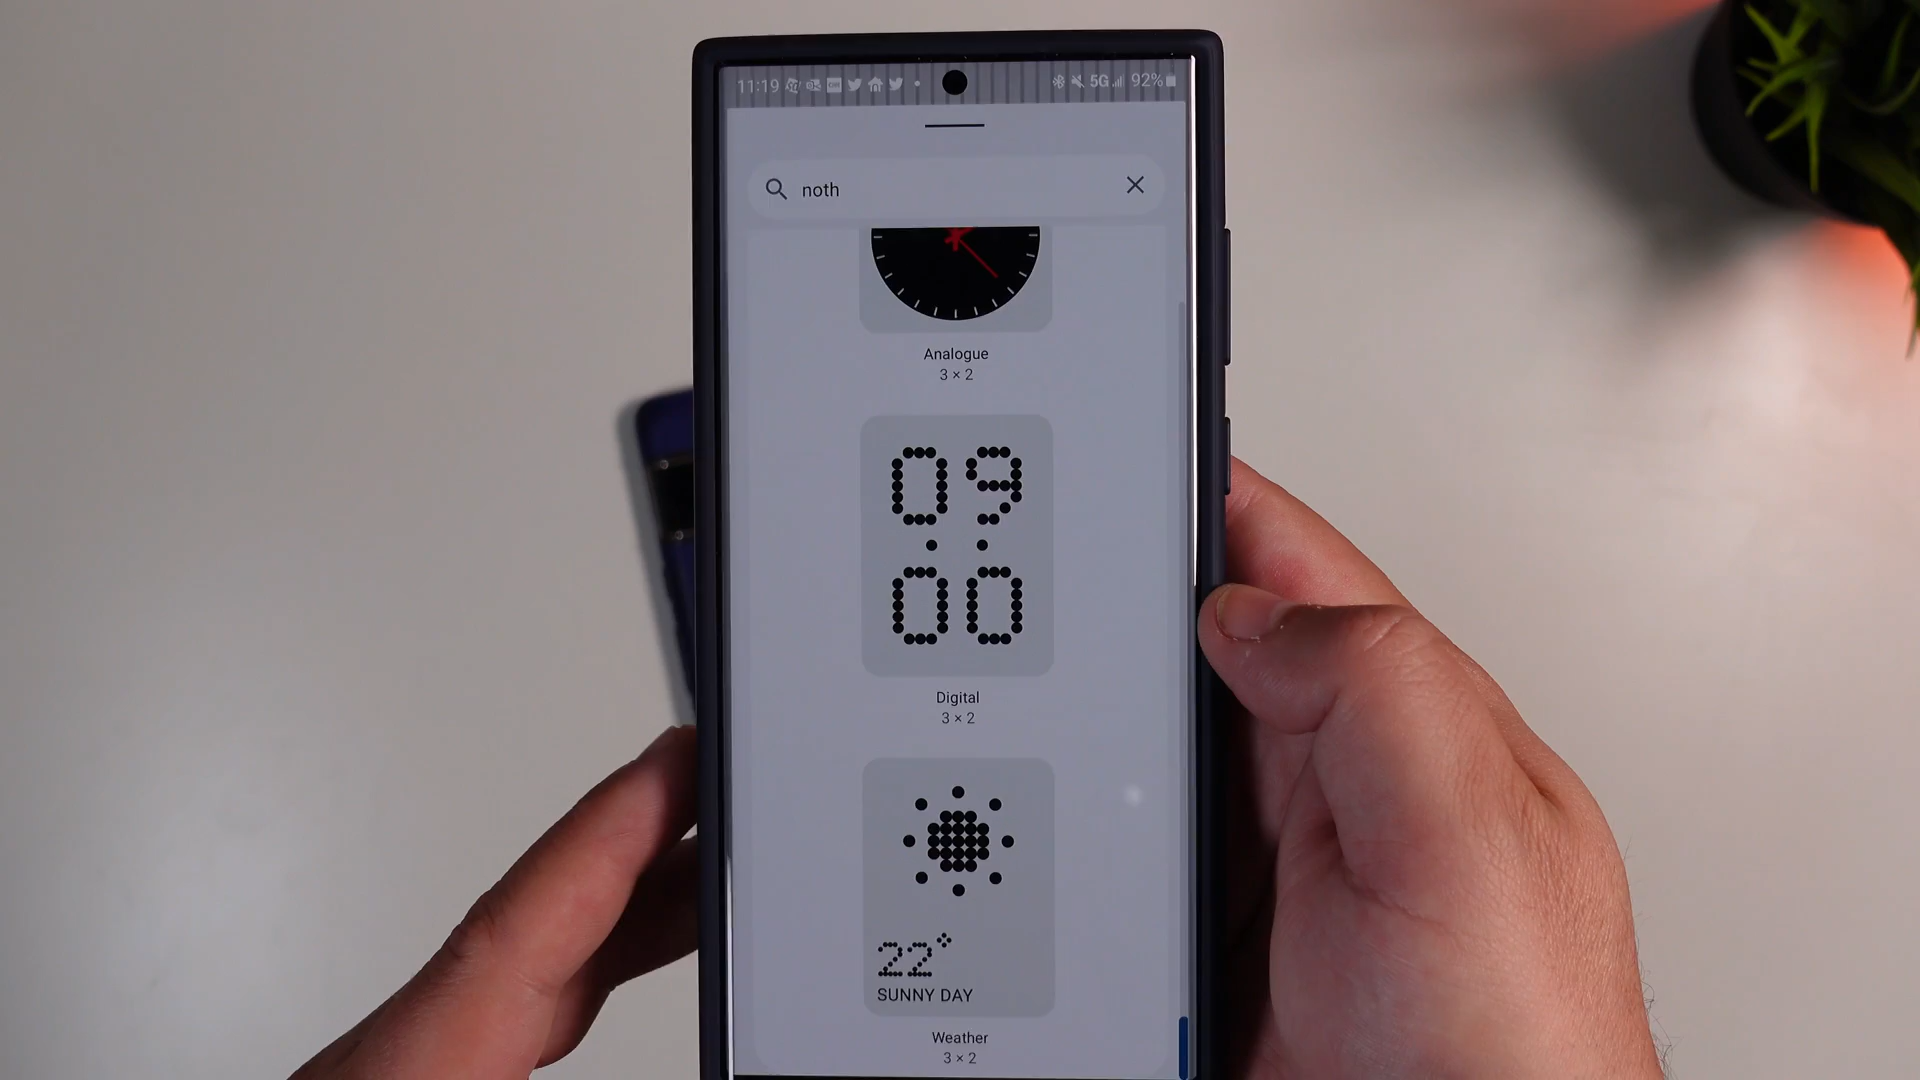 11:19 5G 92%
noth
Analogue
3 × 2
09
:
00
Digital
3 × 2
22°
SUNNY DAY
Weather
3 × 2